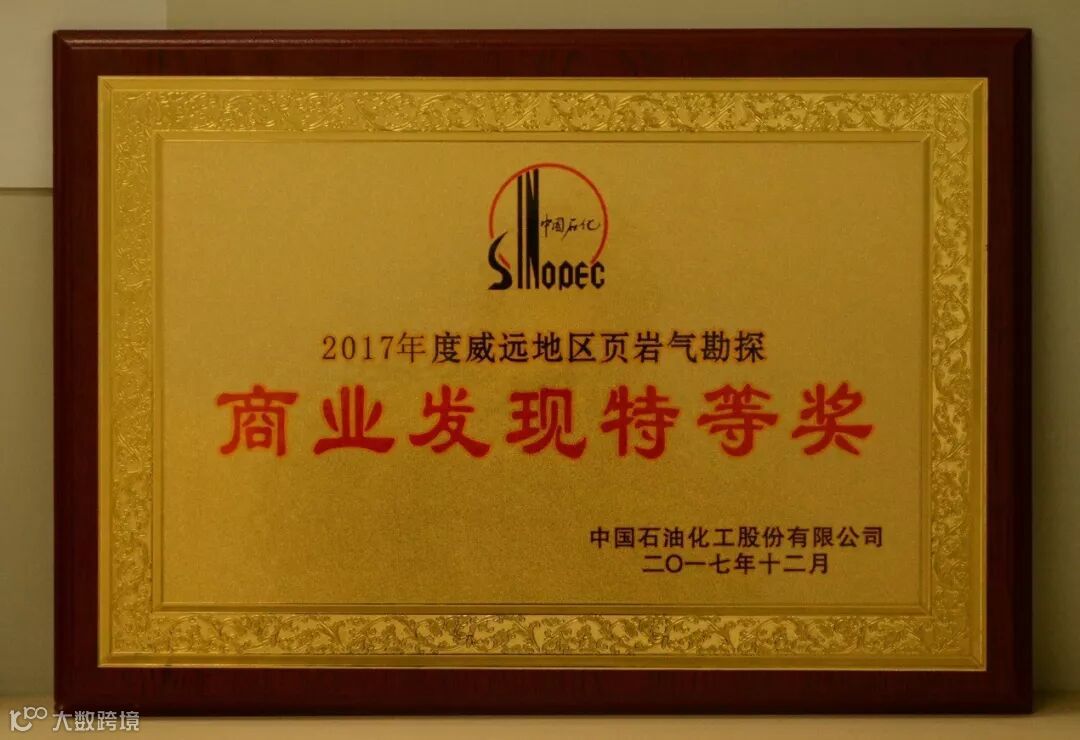 中国石化
SINOPEC
2017年度威远地区页岩气勘探
商业发现特等奖
中国石油化工股份有限公司
二〇一七年十二月
大数跨境